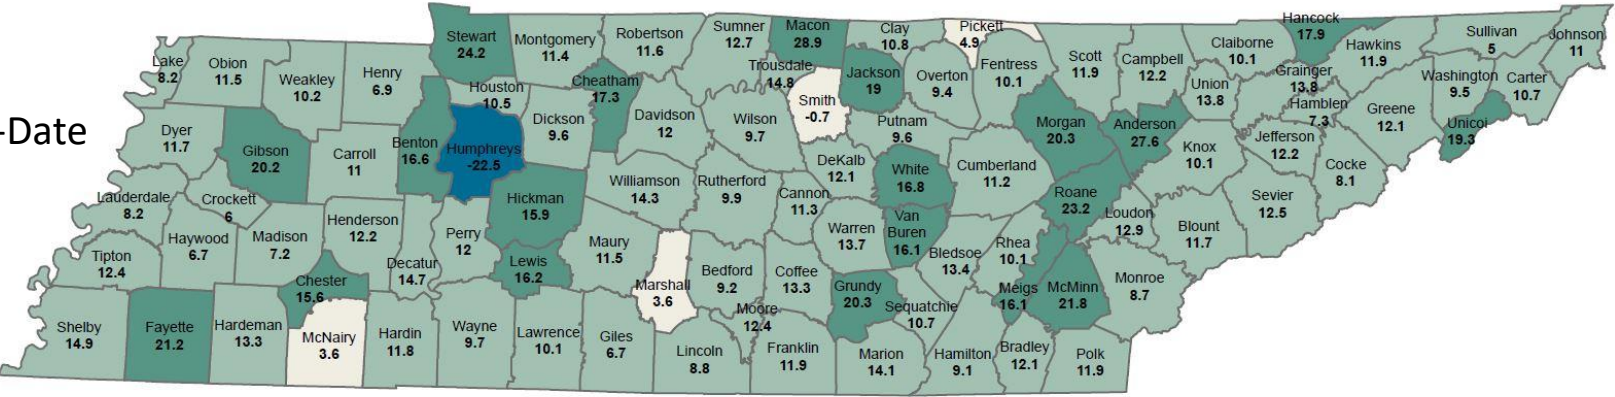 -Date
Lake
8.2
Obion
11.5
Weakley
10.2
Henry
6.9
Stewart
24.2
Montgomery
11.4
Houston
10.5
Robertson
11.6
Cheatham
17.3
Sumner
12.7
Macon
28.9
Trousdale
14.8
Smith
-0.7
Clay
10.8
Jackson
19
Pickett
4.9
Overton
9.4
Fentress
10.1
Scott
11.9
Campbell
12.2
Claiborne
10.1
Union
13.8
Hancock
17.9
Grainger
13.8
Hamblen
7.3
Hawkins
11.9
Sullivan
5
Johnson
11
Washington
9.5
Carter
10.7
Greene
12.1
Unicoi
19.3
Dyer
11.7
Gibson
20.2
Carroll
11
Benton
16.6
Humphreys
-22.5
Dickson
9.6
Davidson
12
Wilson
9.7
Putnam
9.6
DeKalb
12.1
White
16.8
Cumberland
11.2
Morgan
20.3
Anderson
27.6
Knox
10.1
Jefferson
12.2
Cocke
8.1
Lauderdale
8.2
Crockett
6
Haywood
6.7
Madison
7.2
Henderson
12.2
Decatur
14.7
Perry
12
Hickman
15.9
Lewis
16.2
Williamson
14.3
Maury
11.5
Rutherford
9.9
Cannon
11.3
Warren
13.7
Van
Buren
16.1
Bledsoe
13.4
Rhea
10.1
Roane
23.2
Loudon
12.9
Blount
11.7
Sevier
12.5
Tipton
12.4
Chester
15.6
Marshall
3.6
Bedford
9.2
Coffee
13.3
Moore
12.4
Grundy
20.3
Sequatchie
10.7
Meigs
16.1
McMinn
21.8
Monroe
8.7
Shelby
14.9
Fayette
21.2
Hardeman
13.3
McNairy
3.6
Hardin
11.8
Wayne
9.7
Lawrence
10.1
Giles
6.7
Lincoln
8.8
Franklin
11.9
Marion
14.1
Hamilton
9.1
Bradley
12.1
Polk
11.9